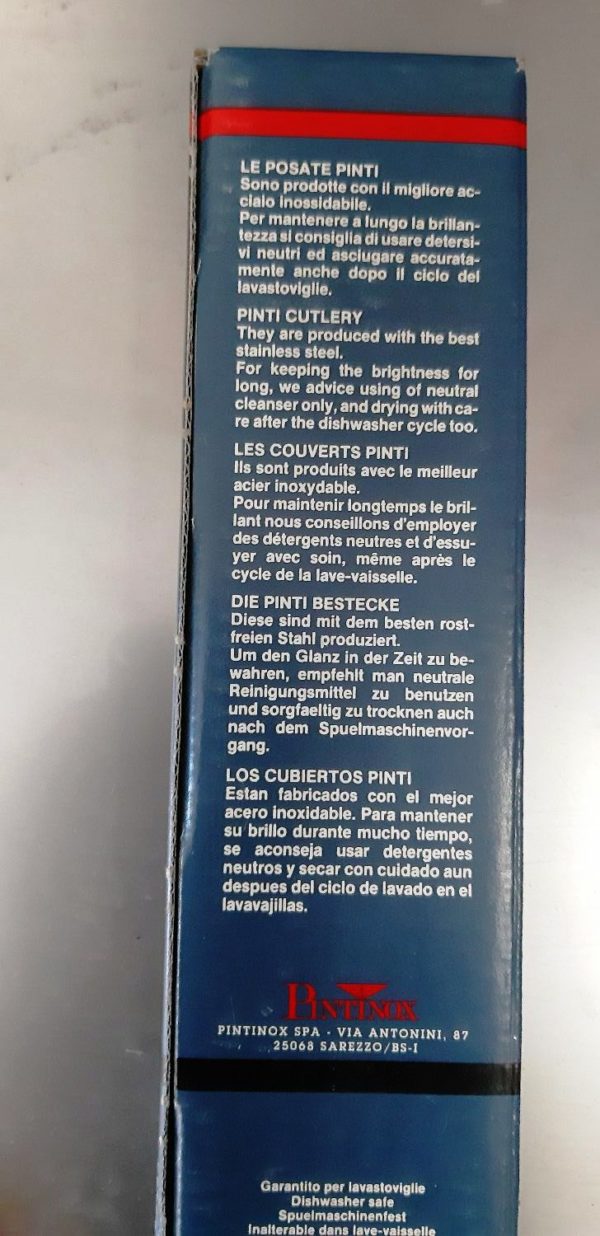 LE POSATE PINTI
Sono prodotte con il migliore ac-
ciaio inossidabile.
Per mantenere a lungo la brillan-
tezza si consiglia di usare detersi-
vi neutri ed asciugare accurata-
mente anche dopo il ciclo del
lavastoviglie.
PINTI CUTLERY
They are produced with the best
stainless steel.
For keeping the brightness for
long, we advice using of neutral
cleanser only, and drying with ca-
re after the dishwasher cycle too.
LES COUVERTS PINTI
Ils sont produits avec le meilleur
acier inoxydable.
Pour maintenir longtemps le bril-
lant nous conseillons d'employer
des détergents neutres et d'essu-
yer avec soin, même après le
cycle de la lave-vaisselle.
DIE PINTI BESTECKE
Diese sind mit dem besten rost-
freien Stahl produziert.
Um den Glanz in der Zeit zu be-
wahren, empfehlt man neutrale
Reinigungsmittel zu benutzen
und sorgfaeltig zu trocknen auch
nach dem Spuelmaschinenvor-
gang.
LOS CUBIERTOS PINTI
Estan fabricados con el mejor
acero inoxidable. Para mantener
su brillo durante mucho tiempo,
se aconseja usar detergentes
neutros y secar con cuidado aun
despues del ciclo de lavado en el
lavavajillas.
PINTINOX
PINTINOX SPA - VIA ANTONINI, 87
25068 SAREZZO/BS-I
Garantito per lavastoviglie
Dishwasher safe
Spuelmaschinenfest
Inalterable dans lave-vaisselle